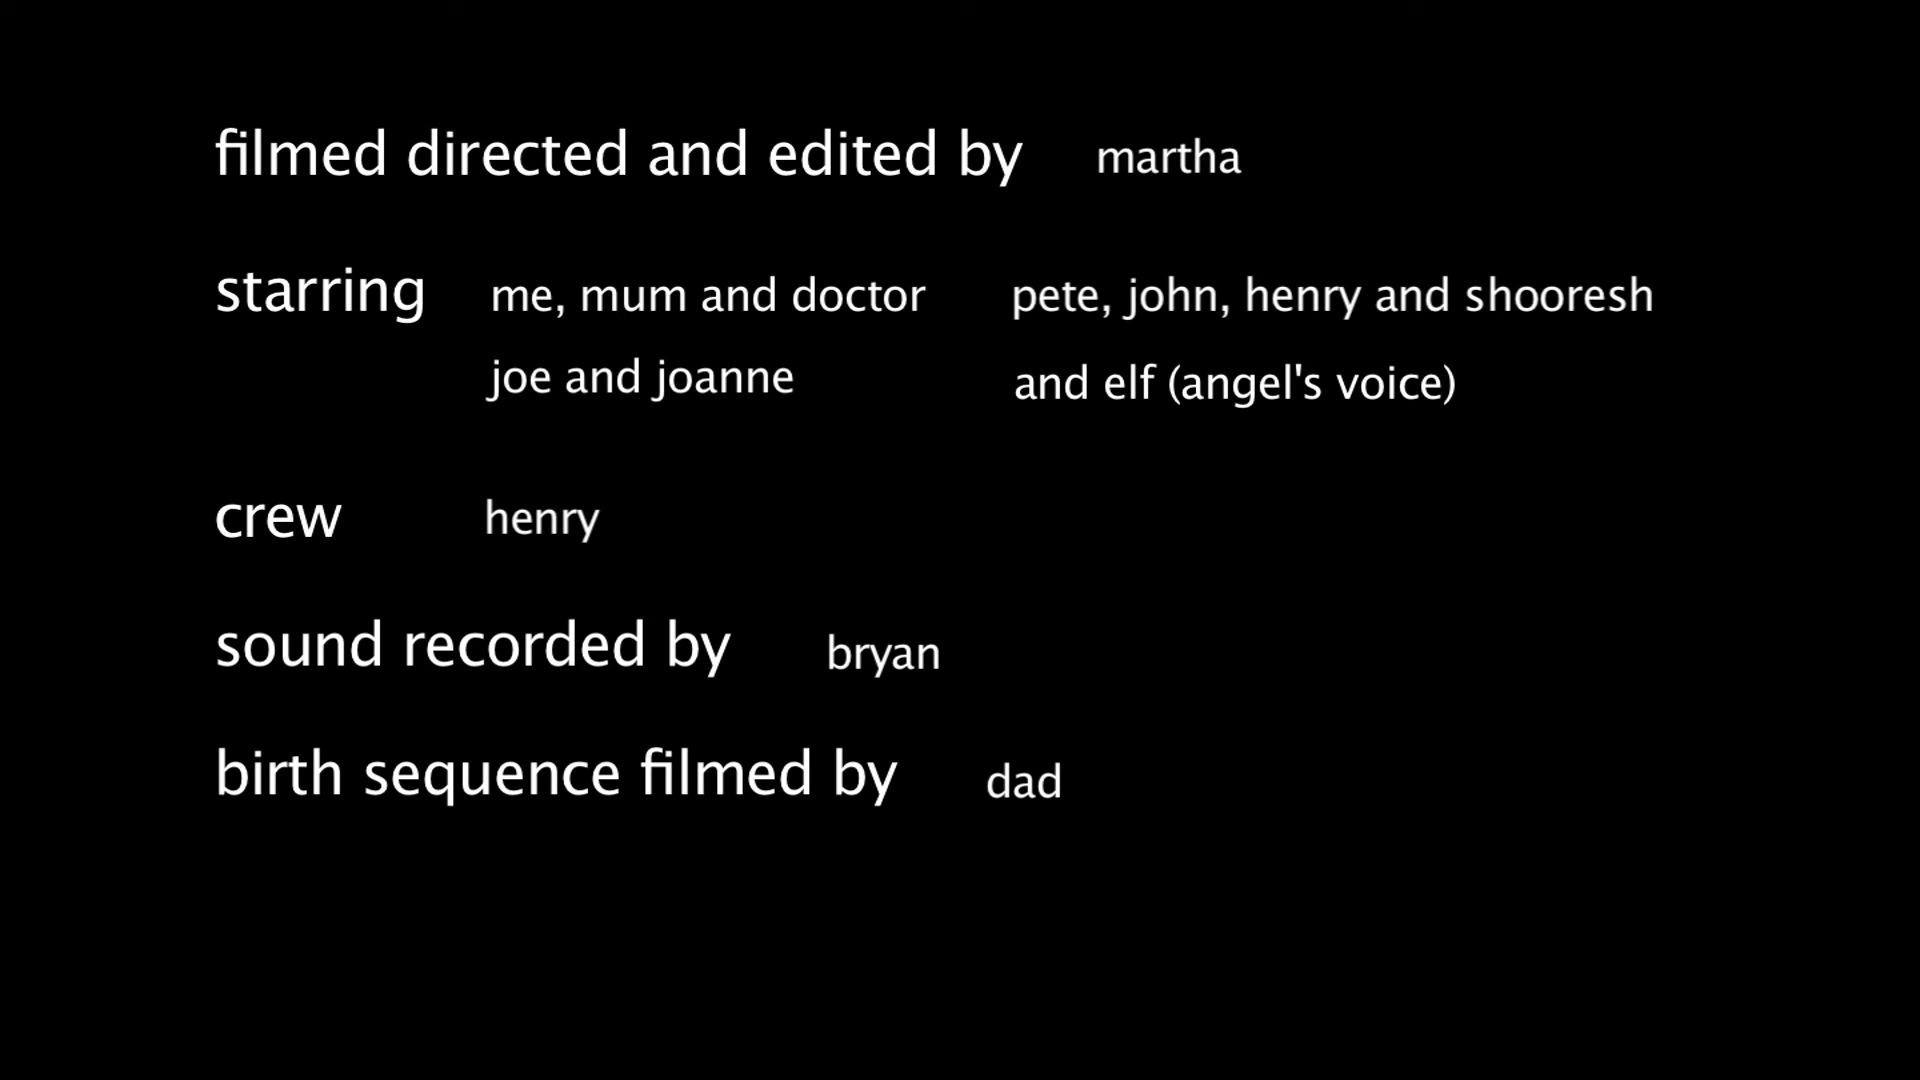 filmed directed and edited by martha
starring me, mum and doctor pete, john, henry and shooresh
joe and joanne and elf (angel's voice)
crew henry
sound recorded by bryan
birth sequence filmed by dad